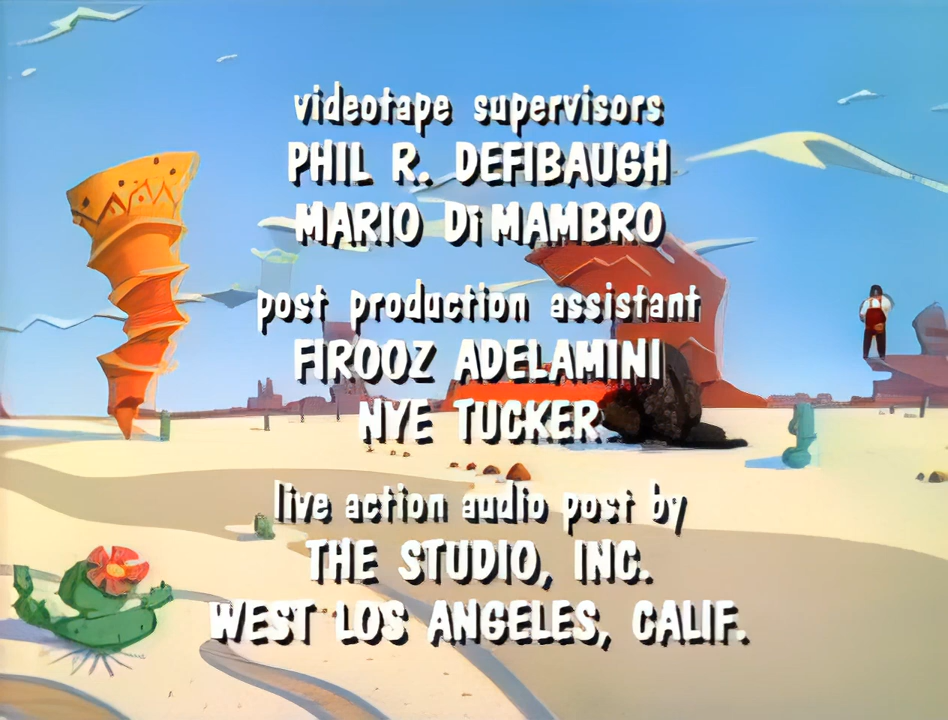 videotape supervisors
PHIL R. DEFIBAUGH
MARIO DiMAMBRO
post production assistant
FIROOZ ADELAMINI
NYE TUCKER
live action audio post by
THE STUDIO, INC.
WEST LOS ANGELES, CALIF.